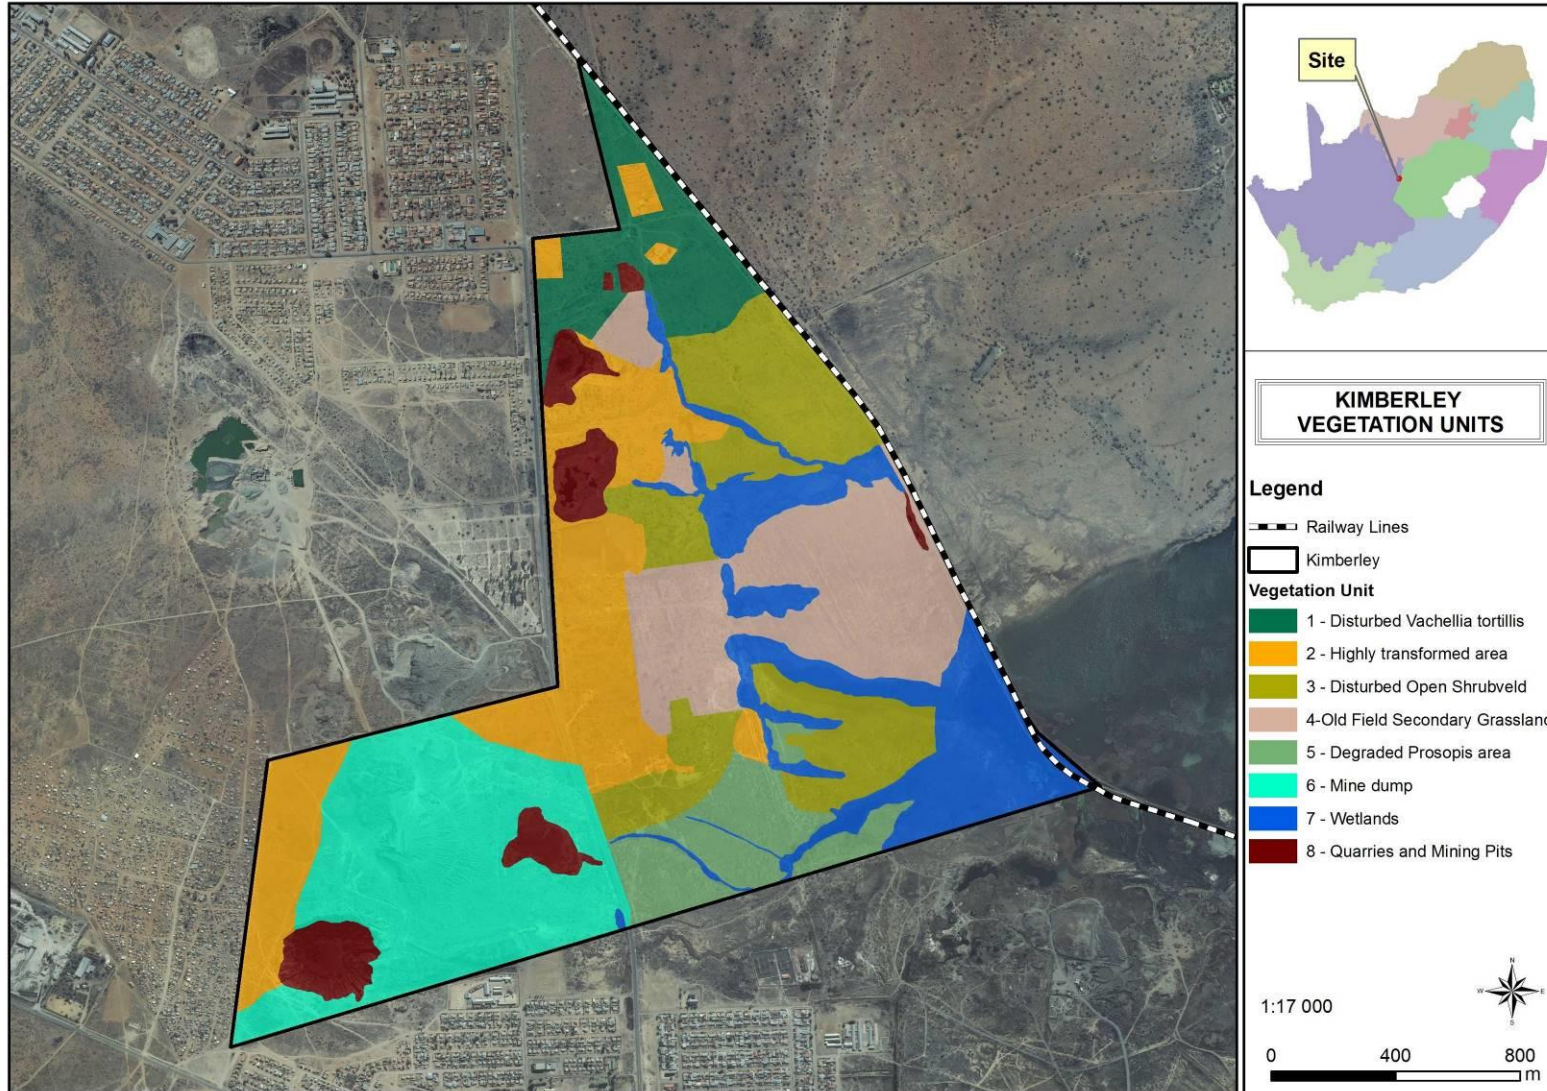 Site
KIMBERLEY
VEGETATION UNITS
Legend
Railway Lines
Kimberley
Vegetation Unit
1 - Disturbed Vachellia tortillis
2 - Highly transformed area
3 - Disturbed Open Shrubveld
4-Old Field Secondary Grassland
5 - Degraded Prosopis area
6 - Mine dump
7 - Wetlands
8 - Quarries and Mining Pits
N
W E
S
1:17 000
0 400 800
m